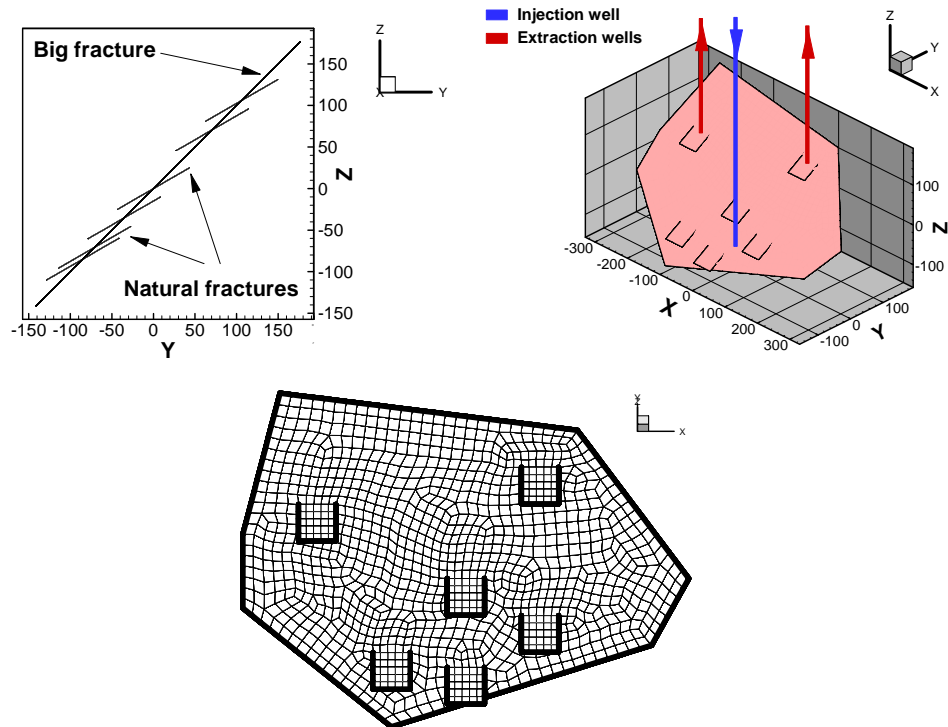 Big fracture
Natural fractures
150
100
50
0
-50
-100
-150
Z
-150 -100 -50 0 50 100 150
Y
Z
X
Y
Injection well
Extraction wells
Z
Y
X
100
0
-100
Z
-300
-200
-100
0
100
200
300
X
-100
0
100
Y
Y
Z
X